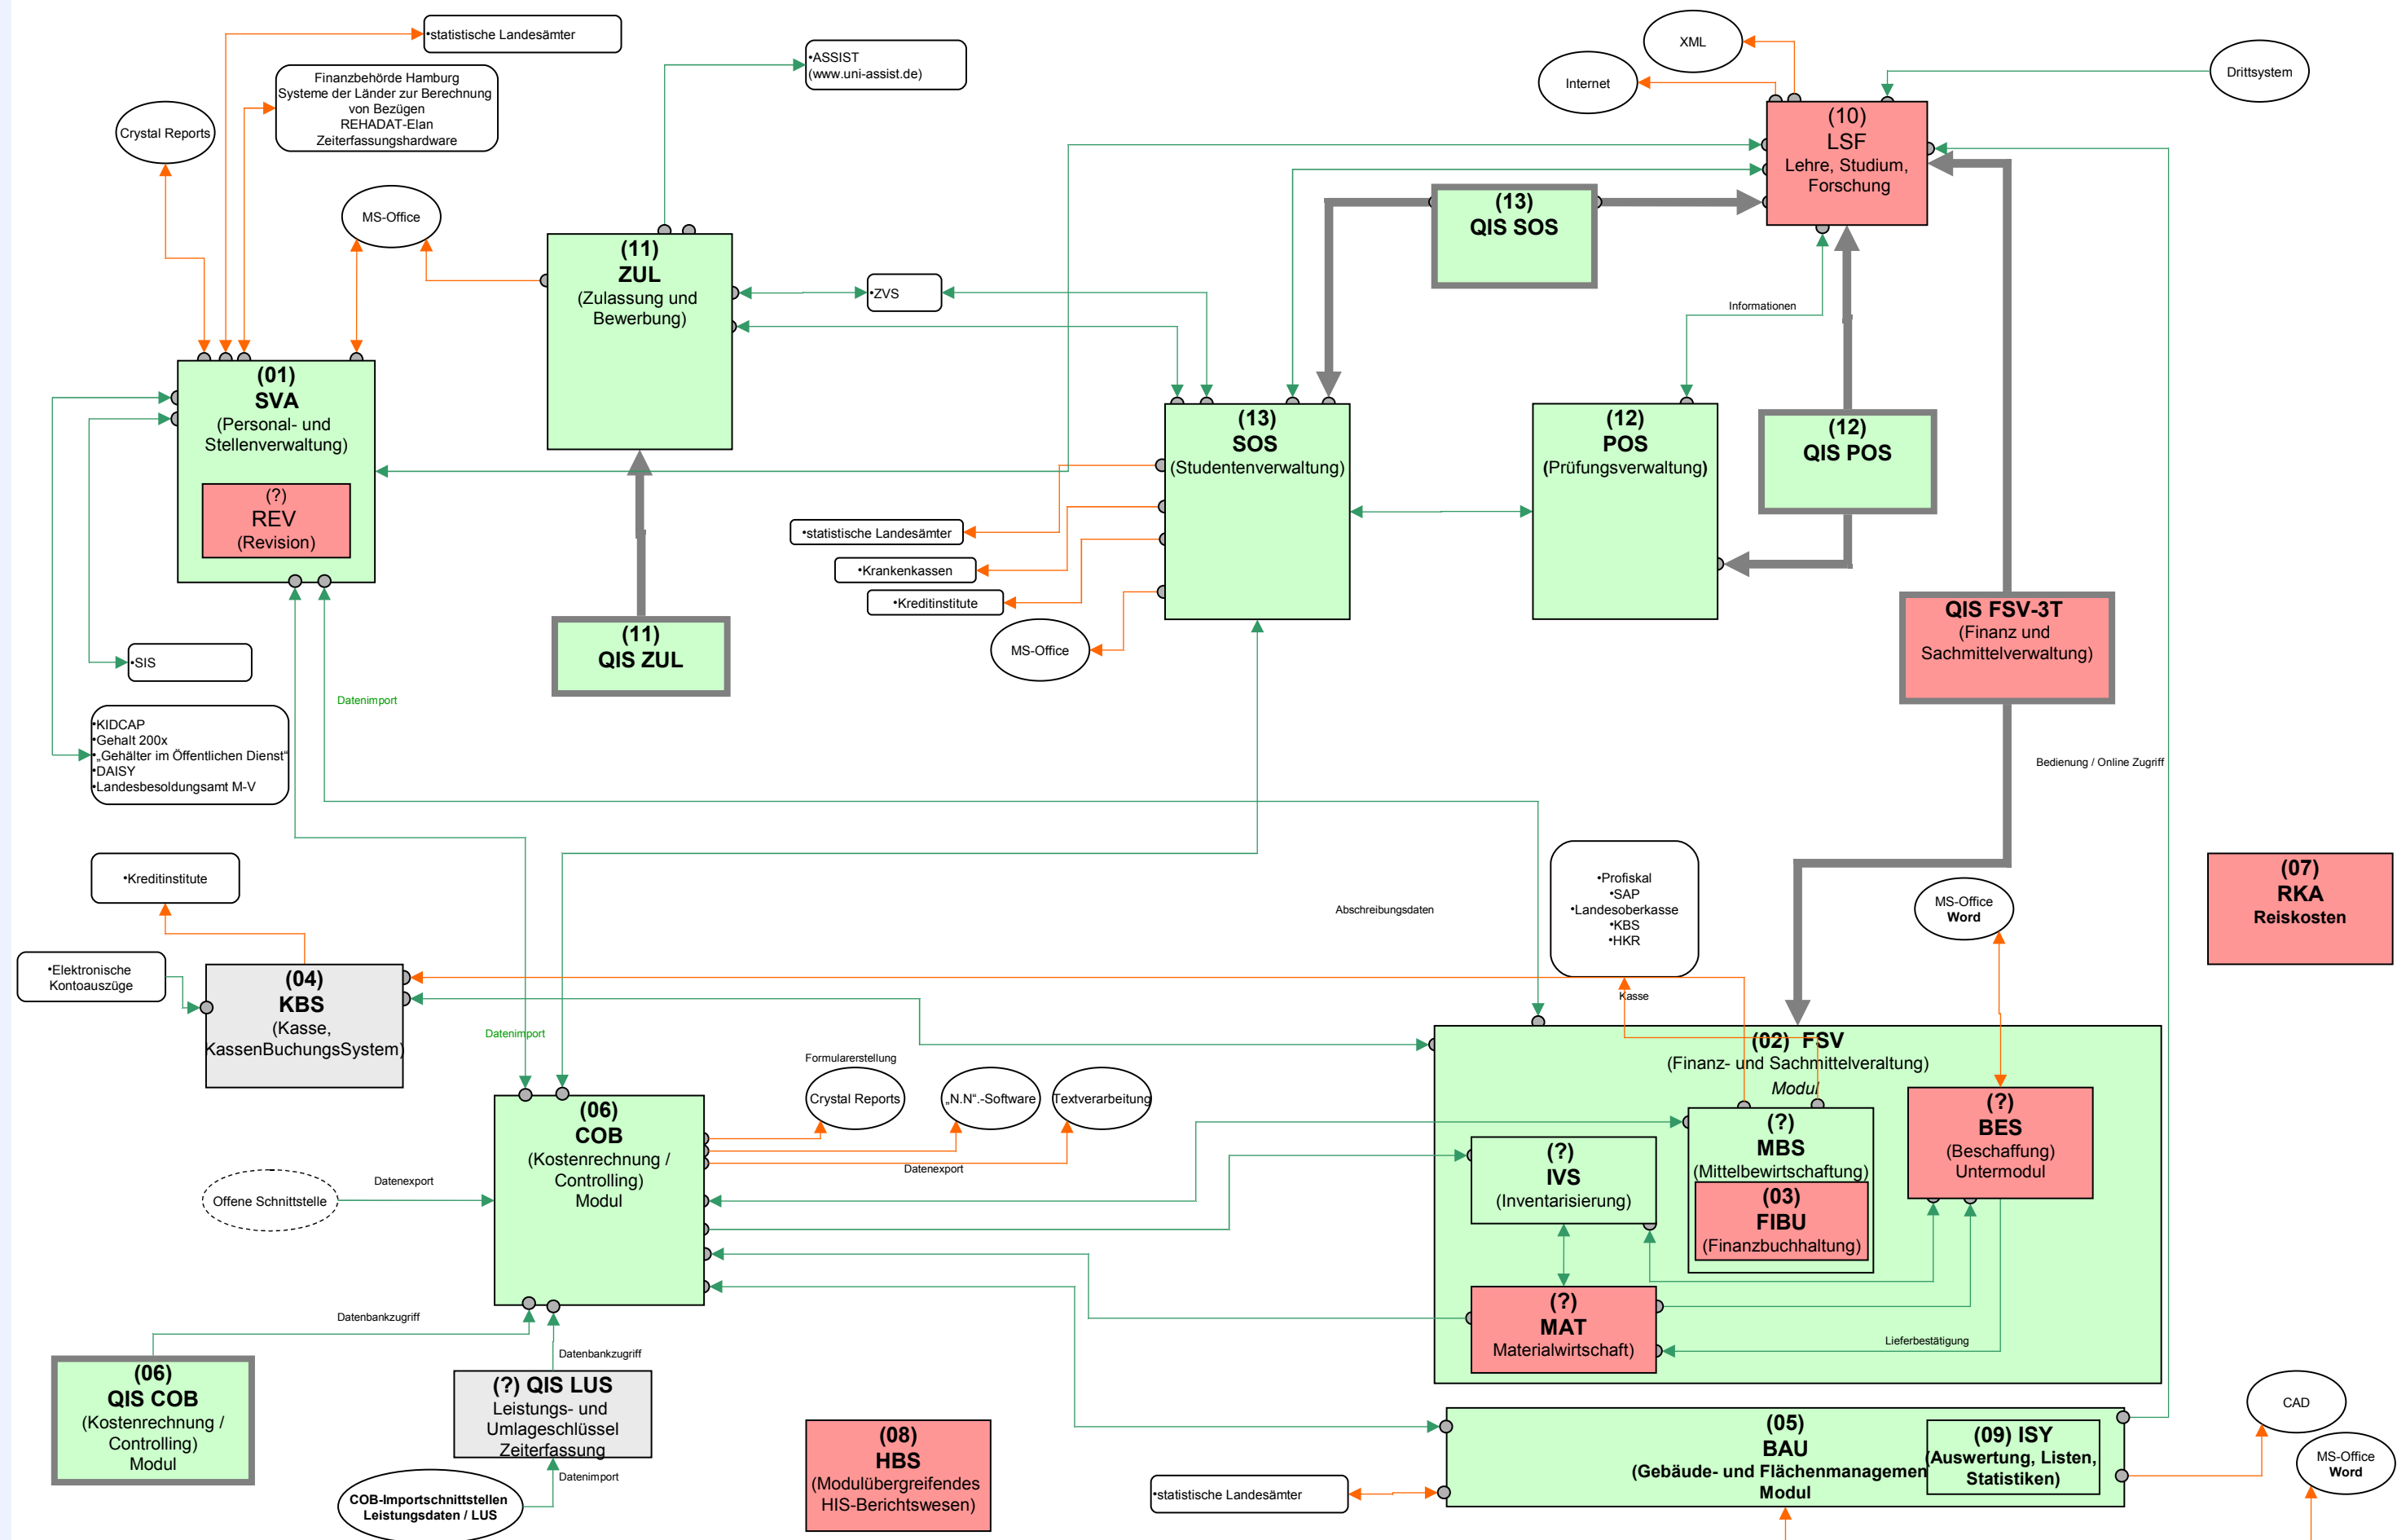 •statistische Landesämter
Finanzbehörde Hamburg
Systeme der Länder zur Berechnung
von Bezügen
REHADAT-Elan
Zeiterfassungshardware
Crystal Reports
MS-Office
•ASSIST
(www.uni-assist.de)
XML
Internet
Drittsystem
(10)
LSF
Lehre, Studium,
Forschung
(13)
QIS SOS
(11)
ZUL
(Zulassung und
Bewerbung)
•ZVS
Informationen
(01)
SVA
(Personal- und
Stellenverwaltung)
(?)
REV
(Revision)
(13)
SOS
(Studentenverwaltung)
(12)
POS
(Prüfungsverwaltung)
(12)
QIS POS
•statistische Landesämter
•Krankenkassen
•Kreditinstitute
MS-Office
(11)
QIS ZUL
QIS FSV-3T
(Finanz und
Sachmittelverwaltung)
•SIS
Datenimport
•KIDCAP
•Gehalt 200x
•„Gehälter im Öffentlichen Dienst“
•DAISY
•Landesbesoldungsamt M-V
Bedienung / Online Zugriff
•Kreditinstitute
•Profiskal
•SAP
•Landesoberkasse
•KBS
•HKR
Abschreibungsdaten
MS-Office
Word
(07)
RKA
Reiskosten
•Elektronische
Kontoauszüge
(04)
KBS
(Kasse,
KassenBuchungsSystem)
Kasse
Datenimport
(02) FSV
(Finanz- und Sachmittelveraltung)
Modul
Formularerstellung
Crystal Reports
„N.N“.-Software
Textverarbeitung
Datenexport
(06)
COB
(Kostenrechnung /
Controlling)
Modul
(?)
IVS
(Inventarisierung)
(?)
MBS
(Mittelbewirtschaftung)
(03)
FIBU
(Finanzbuchhaltung)
(?)
BES
(Beschaffung)
Untermodul
Offene Schnittstelle
Datenexport
(?)
MAT
Materialwirtschaft)
Lieferbestätigung
Datenbankzugriff
Datenbankzugriff
(06)
QIS COB
(Kostenrechnung /
Controlling)
Modul
(?) QIS LUS
Leistungs- und
Umlageschlüssel
Zeiterfassung
Datenimport
COB-Importschnittstellen
Leistungsdaten / LUS
(08)
HBS
(Modulübergreifendes
HIS-Berichtswesen)
(05)
BAU
(Gebäude- und Flächenmanagemen
Modul
(09) ISY
(Auswertung, Listen,
Statistiken)
•statistische Landesämter
CAD
MS-Office
Word